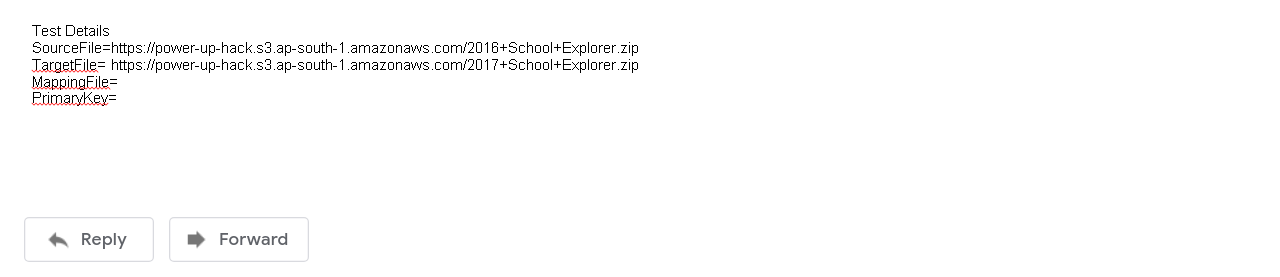 Test Details
SourceFile=https://power-up-hack.s3.ap-south-1.amazonaws.com/2016+School+Explorer.zip
TargetFile= https://power-up-hack.s3.ap-south-1.amazonaws.com/2017+School+Explorer.zip
MappingFile=
PrimaryKey=
Reply Forward